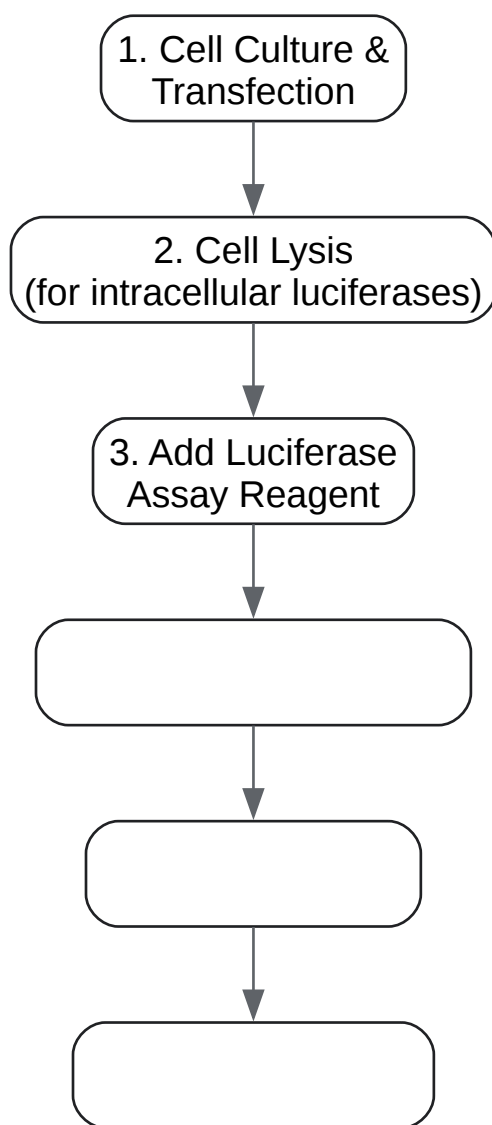 1. Cell Culture &
Transfection
2. Cell Lysis
(for intracellular luciferases)
3. Add Luciferase
Assay Reagent